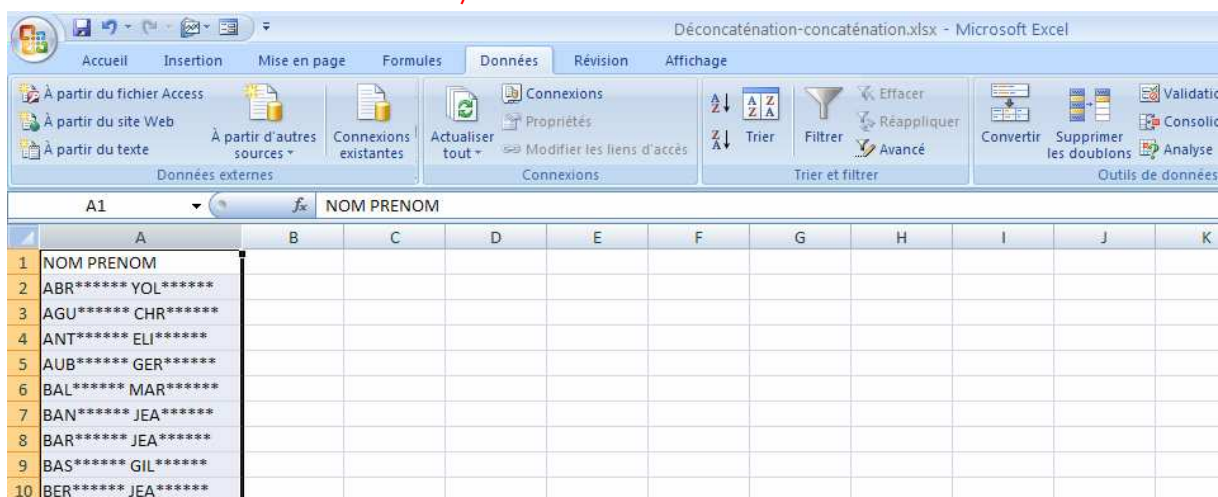 Déconcaténation-concaténation.xlsx - Microsoft Excel
Accueil Insertion Mise en page Formules Données Révision Affichage
À partir du fichier Access
À partir du site Web
À partir du texte
À partir d'autres
sources
Données externes
Connexions
existantes
Actualiser
tout
Connexions
Propriétés
Modifier les liens d'accès
Connexions
Trier
Filtrer
Effacer
Réappliquer
Avancé
Trier et filtrer
Convertir
Supprimer
les doublons
Validatio
Consolid
Analyse
Outils de données
A1 fx NOM PRENOM
A B C D E F G H I J K
1 NOM PRENOM
2 ABR****** YOL******
3 AGU****** CHR******
4 ANT****** ELI******
5 AUB****** GER******
6 BAL****** MAR******
7 BAN****** JEA******
8 BAR****** JEA******
9 BAS****** GIL******
10 BER****** JEA******